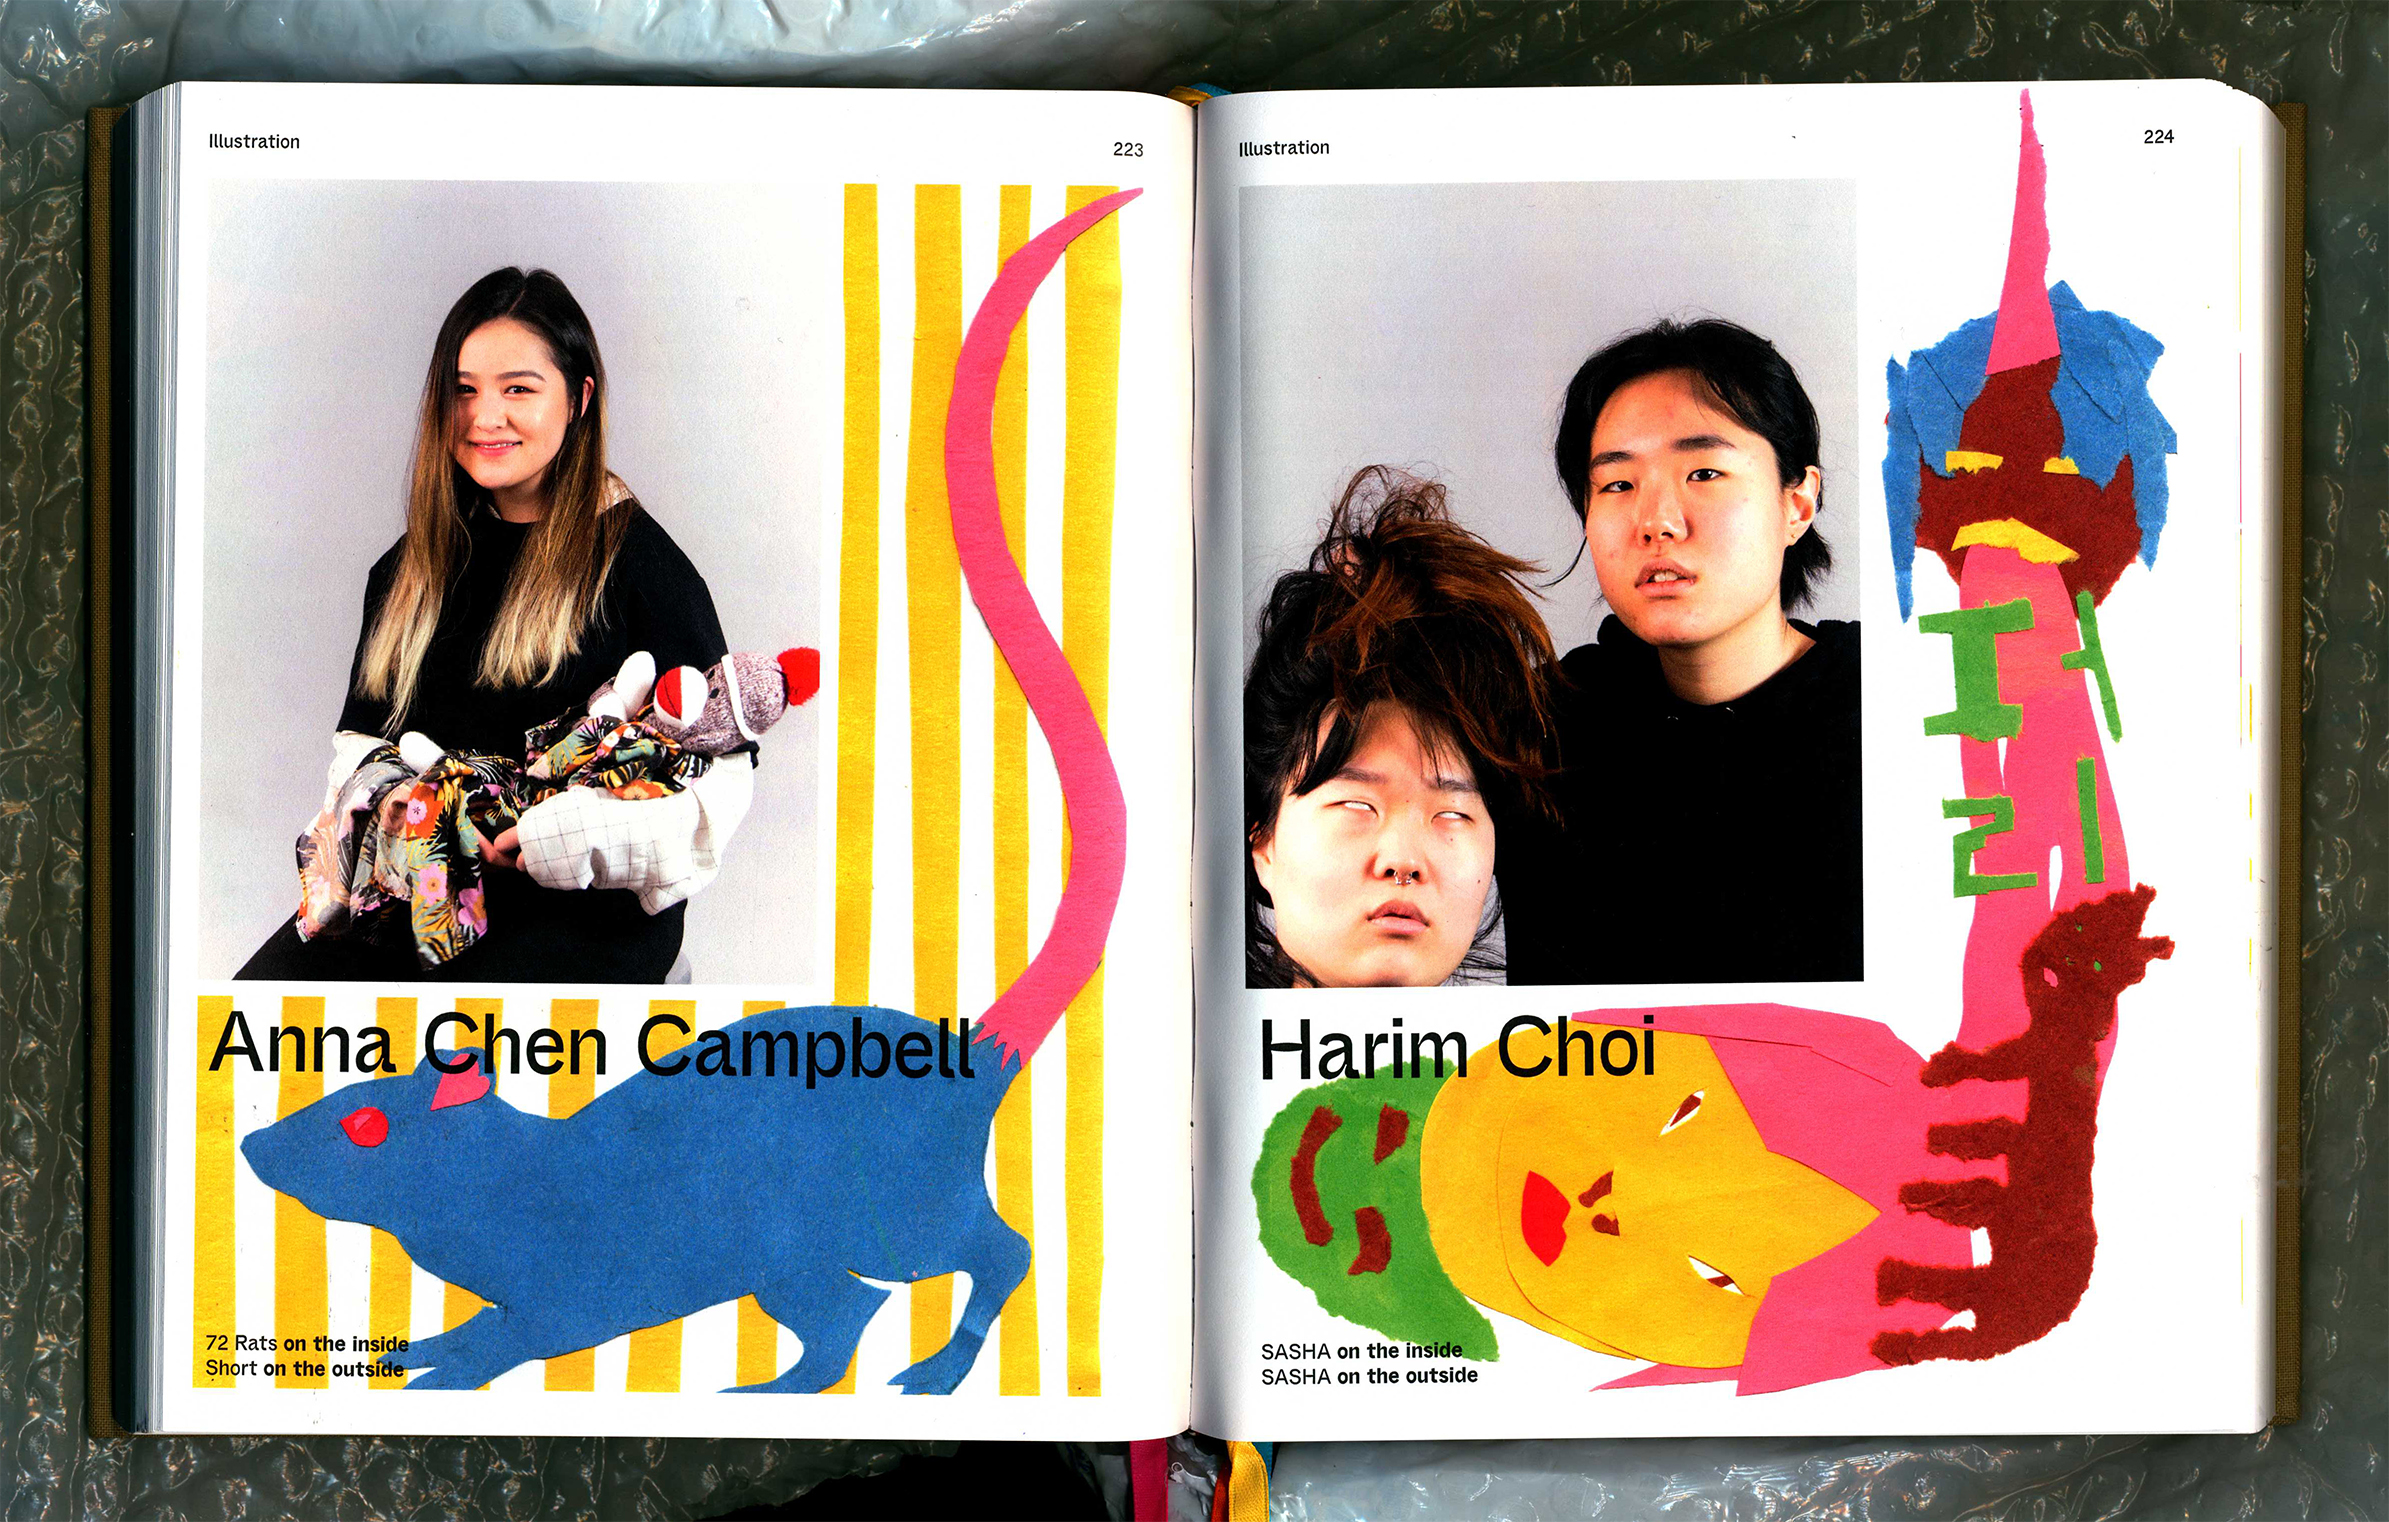 Illustration
223
Anna Chen Campbell
72 Rats on the inside
Short on the outside
Illustration
224
퍼
리
Harim Choi
SASHA on the inside
SASHA on the outside